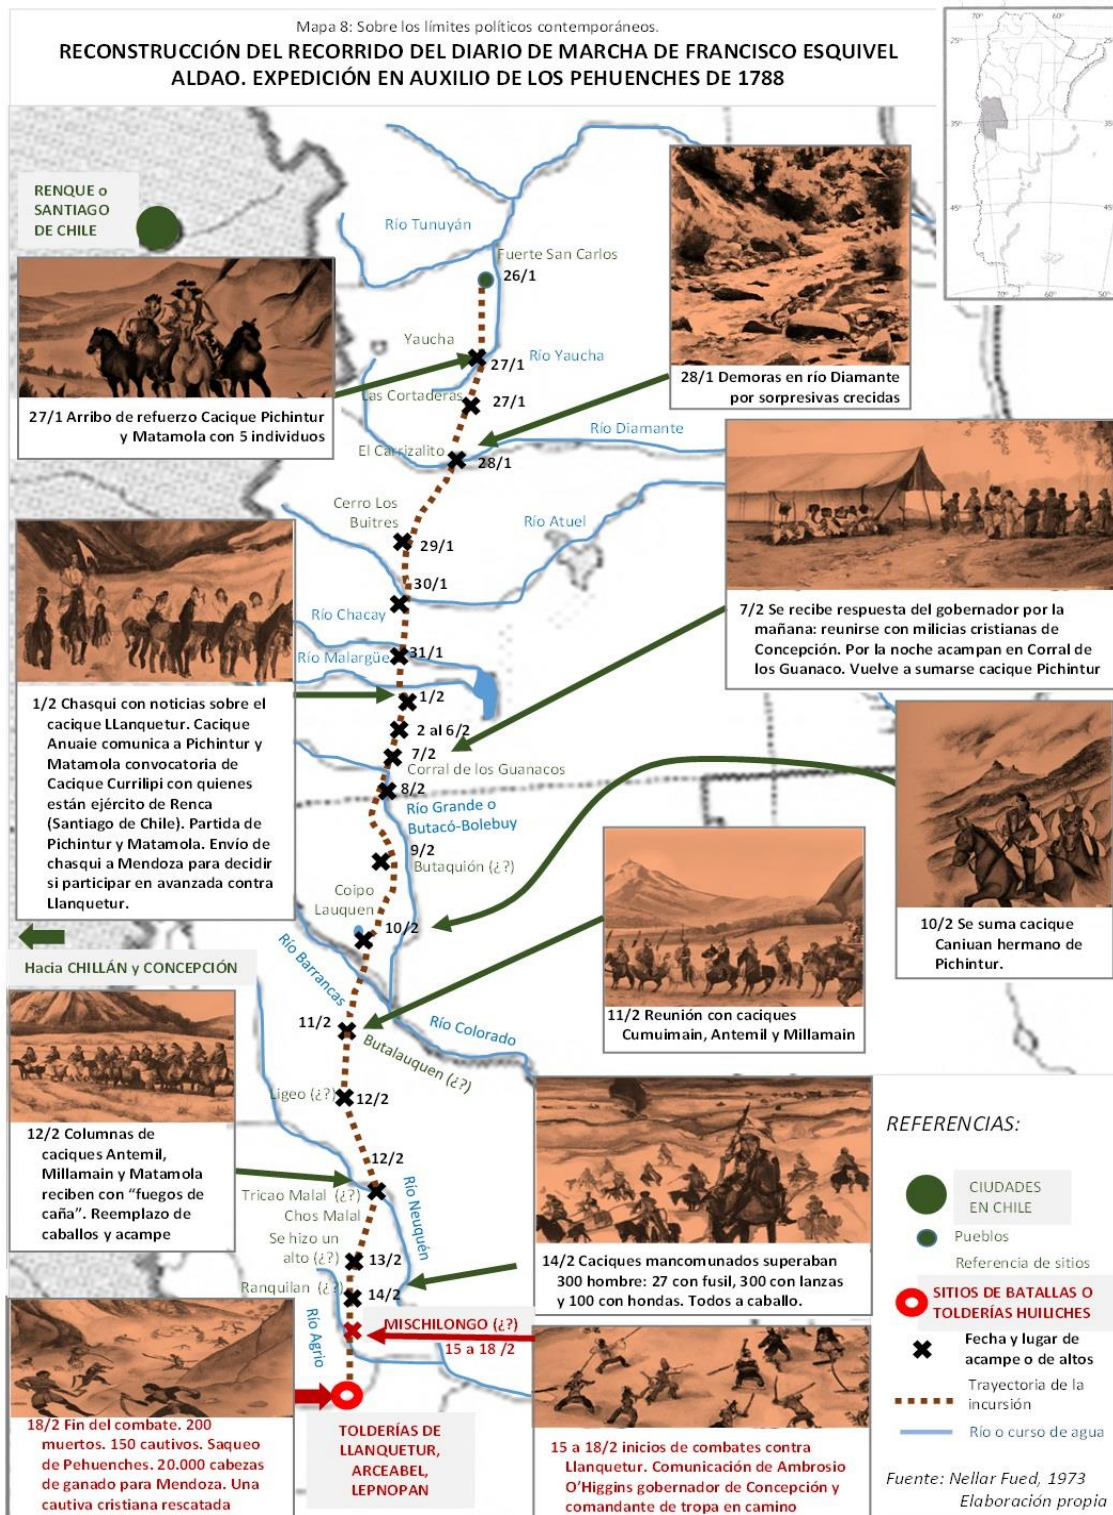 Mapa 8: Sobre los límites políticos contemporáneos.
RECONSTRUCCIÓN DEL RECORRIDO DEL DIARIO DE MARCHA DE FRANCISCO ESQUIVEL
ALDAO. EXPEDICIÓN EN AUXILIO DE LOS PEHUENCHES DE 1788
70°
60°
25°
25°
35°
35°
45°
45°
70°
60°
50°
RENQUE o
SANTIAGO
DE CHILE
Río Tunuyán
Fuerte San Carlos
26/1
Yaucha
Río Yaucha
27/1
Las Cortaderas
27/1
27/1 Arribo de refuerzo Cacique Pichintur
y Matamola con 5 individuos
28/1 Demoras en río Diamante
por sorpresivas crecidas
Río Diamante
El Carrizalito
28/1
Cerro Los
Buitres
29/1
Río Atuel
30/1
Río Chacay
31/1
Río Malargüe
1/2
2 al 6/2
7/2
Corral de los Guanacos
8/2
Río Grande o
Butacó-Bolebuy
7/2 Se recibe respuesta del gobernador por la
mañana: reunirse con milicias cristianas de
Concepción. Por la noche acampan en Corral de
los Guanaco. Vuelve a sumarse cacique Pichintur
1/2 Chasqui con noticias sobre el
cacique LLanquetur. Cacique
Anuaie comunica a Pichintur y
Matamola convocatoria de
Cacique Currilipi con quienes
están ejército de Renca
(Santiago de Chile). Partida de
Pichintur y Matamola. Envío de
chasqui a Mendoza para decidir
si participar en avanzada contra
Llanquetur.
9/2
Butaquión (¿?)
Coipo
Lauquen
10/2
10/2 Se suma cacique
Caniuan hermano de
Pichintur.
Hacia CHILLÁN y CONCEPCIÓN
Río Barrancas
11/2
Río Colorado
Butalauquen (¿?)
11/2 Reunión con caciques
Cumuimain, Antemil y Millamain
Ligeo (¿?)
12/2
12/2 Columnas de
caciques Antemil,
Millamain y Matamola
reciben con “fuegos de
caña”. Reemplazo de
caballos y acampe
12/2
Tricao Malal (¿?)
Chos Malal
Río Neuquén
Se hizo un
alto (¿?)
13/2
Ranquilan (¿?)
14/2
14/2 Caciques mancomunados superaban
300 hombre: 27 con fusil, 300 con lanzas
y 100 con hondas. Todos a caballo.
Río Agrio
MISCHILONGO (¿?)
15 a 18 /2
18/2 Fin del combate. 200
muertos. 150 cautivos. Saqueo
de Pehuenches. 20.000 cabezas
de ganado para Mendoza. Una
cautiva cristiana rescatada
TOLDERÍAS DE
LLANQUETUR,
ARCEABEL,
LEPNOPAN
15 a 18/2 inicios de combates contra
Llanquetur. Comunicación de Ambrosio
O’Higgins gobernador de Concepción y
comandante de tropa en camino
REFERENCIAS:
CIUDADES
EN CHILE
Pueblos
Referencia de sitios
SITIOS DE BATALLAS O
TOLDERÍAS HUILICHES
Fecha y lugar de
acampe o de altos
Trayectoria de la
incursión
Río o curso de agua
Fuente: Nellar Fued, 1973
Elaboración propia